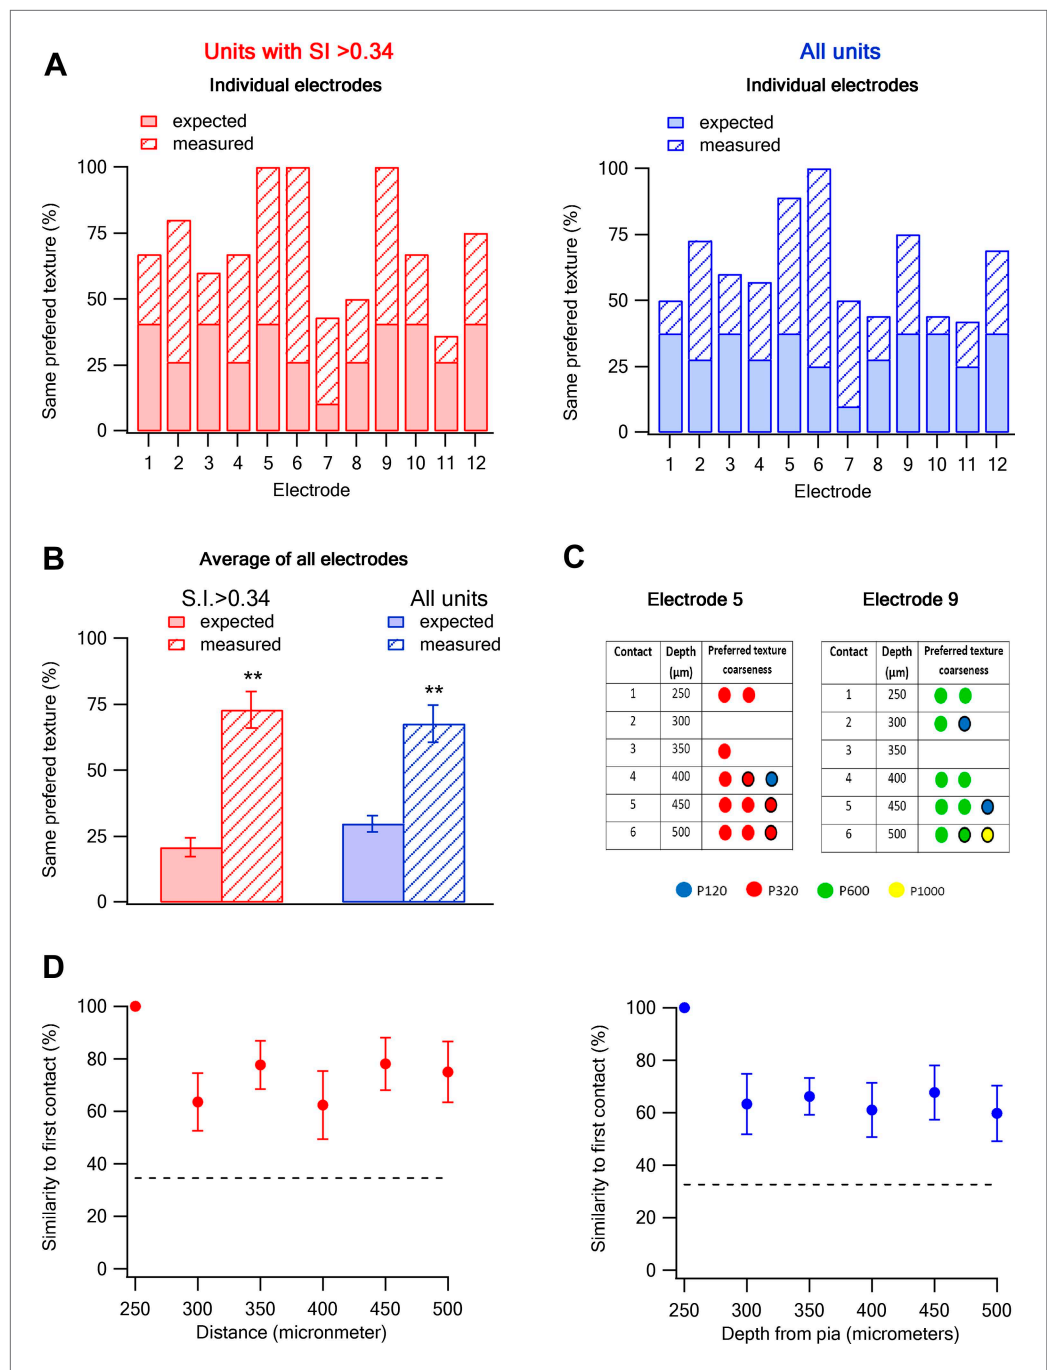 A
Units with SI >0.34
Individual electrodes
expected
measured
Same prefered texture (%)
100
75
50
25
0
1 2 3 4 5 6 7 8 9 10 11 12
Electrode
All units
Individual electrodes
expected
measured
Same prefered texture (%)
100
75
50
25
0
1 2 3 4 5 6 7 8 9 10 11 12
Electrode
B
Average of all electrodes
S.I.>0.34
expected
measured
All units
expected
measured
Same prefered texture (%)
100
75
50
25
0
**
**
C
Electrode 5
Contact Depth (µm) Preferred texture coarseness
1 250
2 300
3 350
4 400
5 450
6 500
Electrode 9
Contact Depth (µm) Preferred texture coarseness
1 250
2 300
3 350
4 400
5 450
6 500
P120 P320 P600 P1000
D
Similarity to first contact (%)
100
80
60
40
20
0
250 300 350 400 450 500
Distance (micronmeter)
Similarity to first contact (%)
100
80
60
40
20
0
250 300 350 400 450 500
Depth from pia (micrometers)